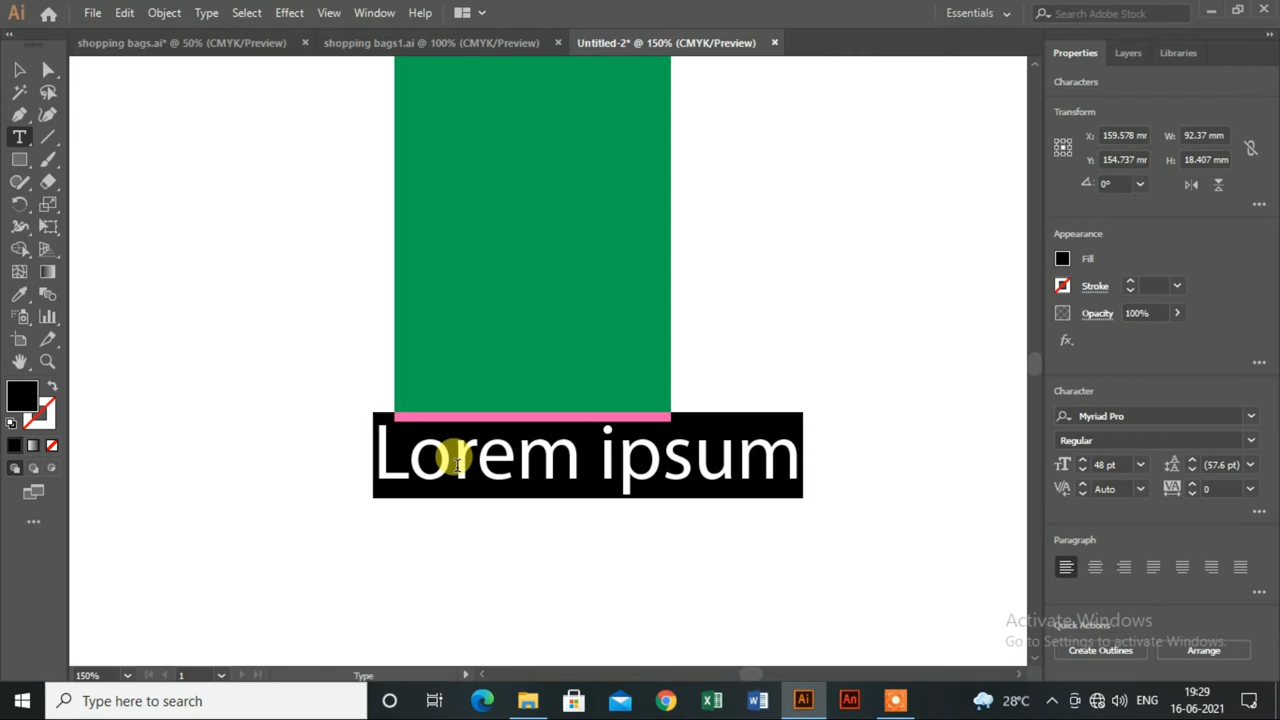 Ai File Edit Object Type Select Effect View Window Help Essentials Search Adobe Stock
shopping bags.ai* @ 50% (CMYK/Preview) × shopping bags1.ai @ 100% (CMYK/Preview) × Untitled-2* @ 150% (CMYK/Preview) ×
Properties Layers Libraries
Characters
Transform
X: 159.578 mm W: 92.37 mm
Y: 154.737 mm H: 18.407 mm
0°
Appearance
Fill
Stroke
Opacity 100%
fx.
Character
Myriad Pro
Regular
48 pt (57.6 pt)
Auto 0
Paragraph
Lorem ipsum
Activate Windows
Quick Actions
Go to Settings to activate Windows.
Create Outlines Arrange
150% 1 Type
Type here to search
Ai An 28°C ENG 19:29
16-06-2021